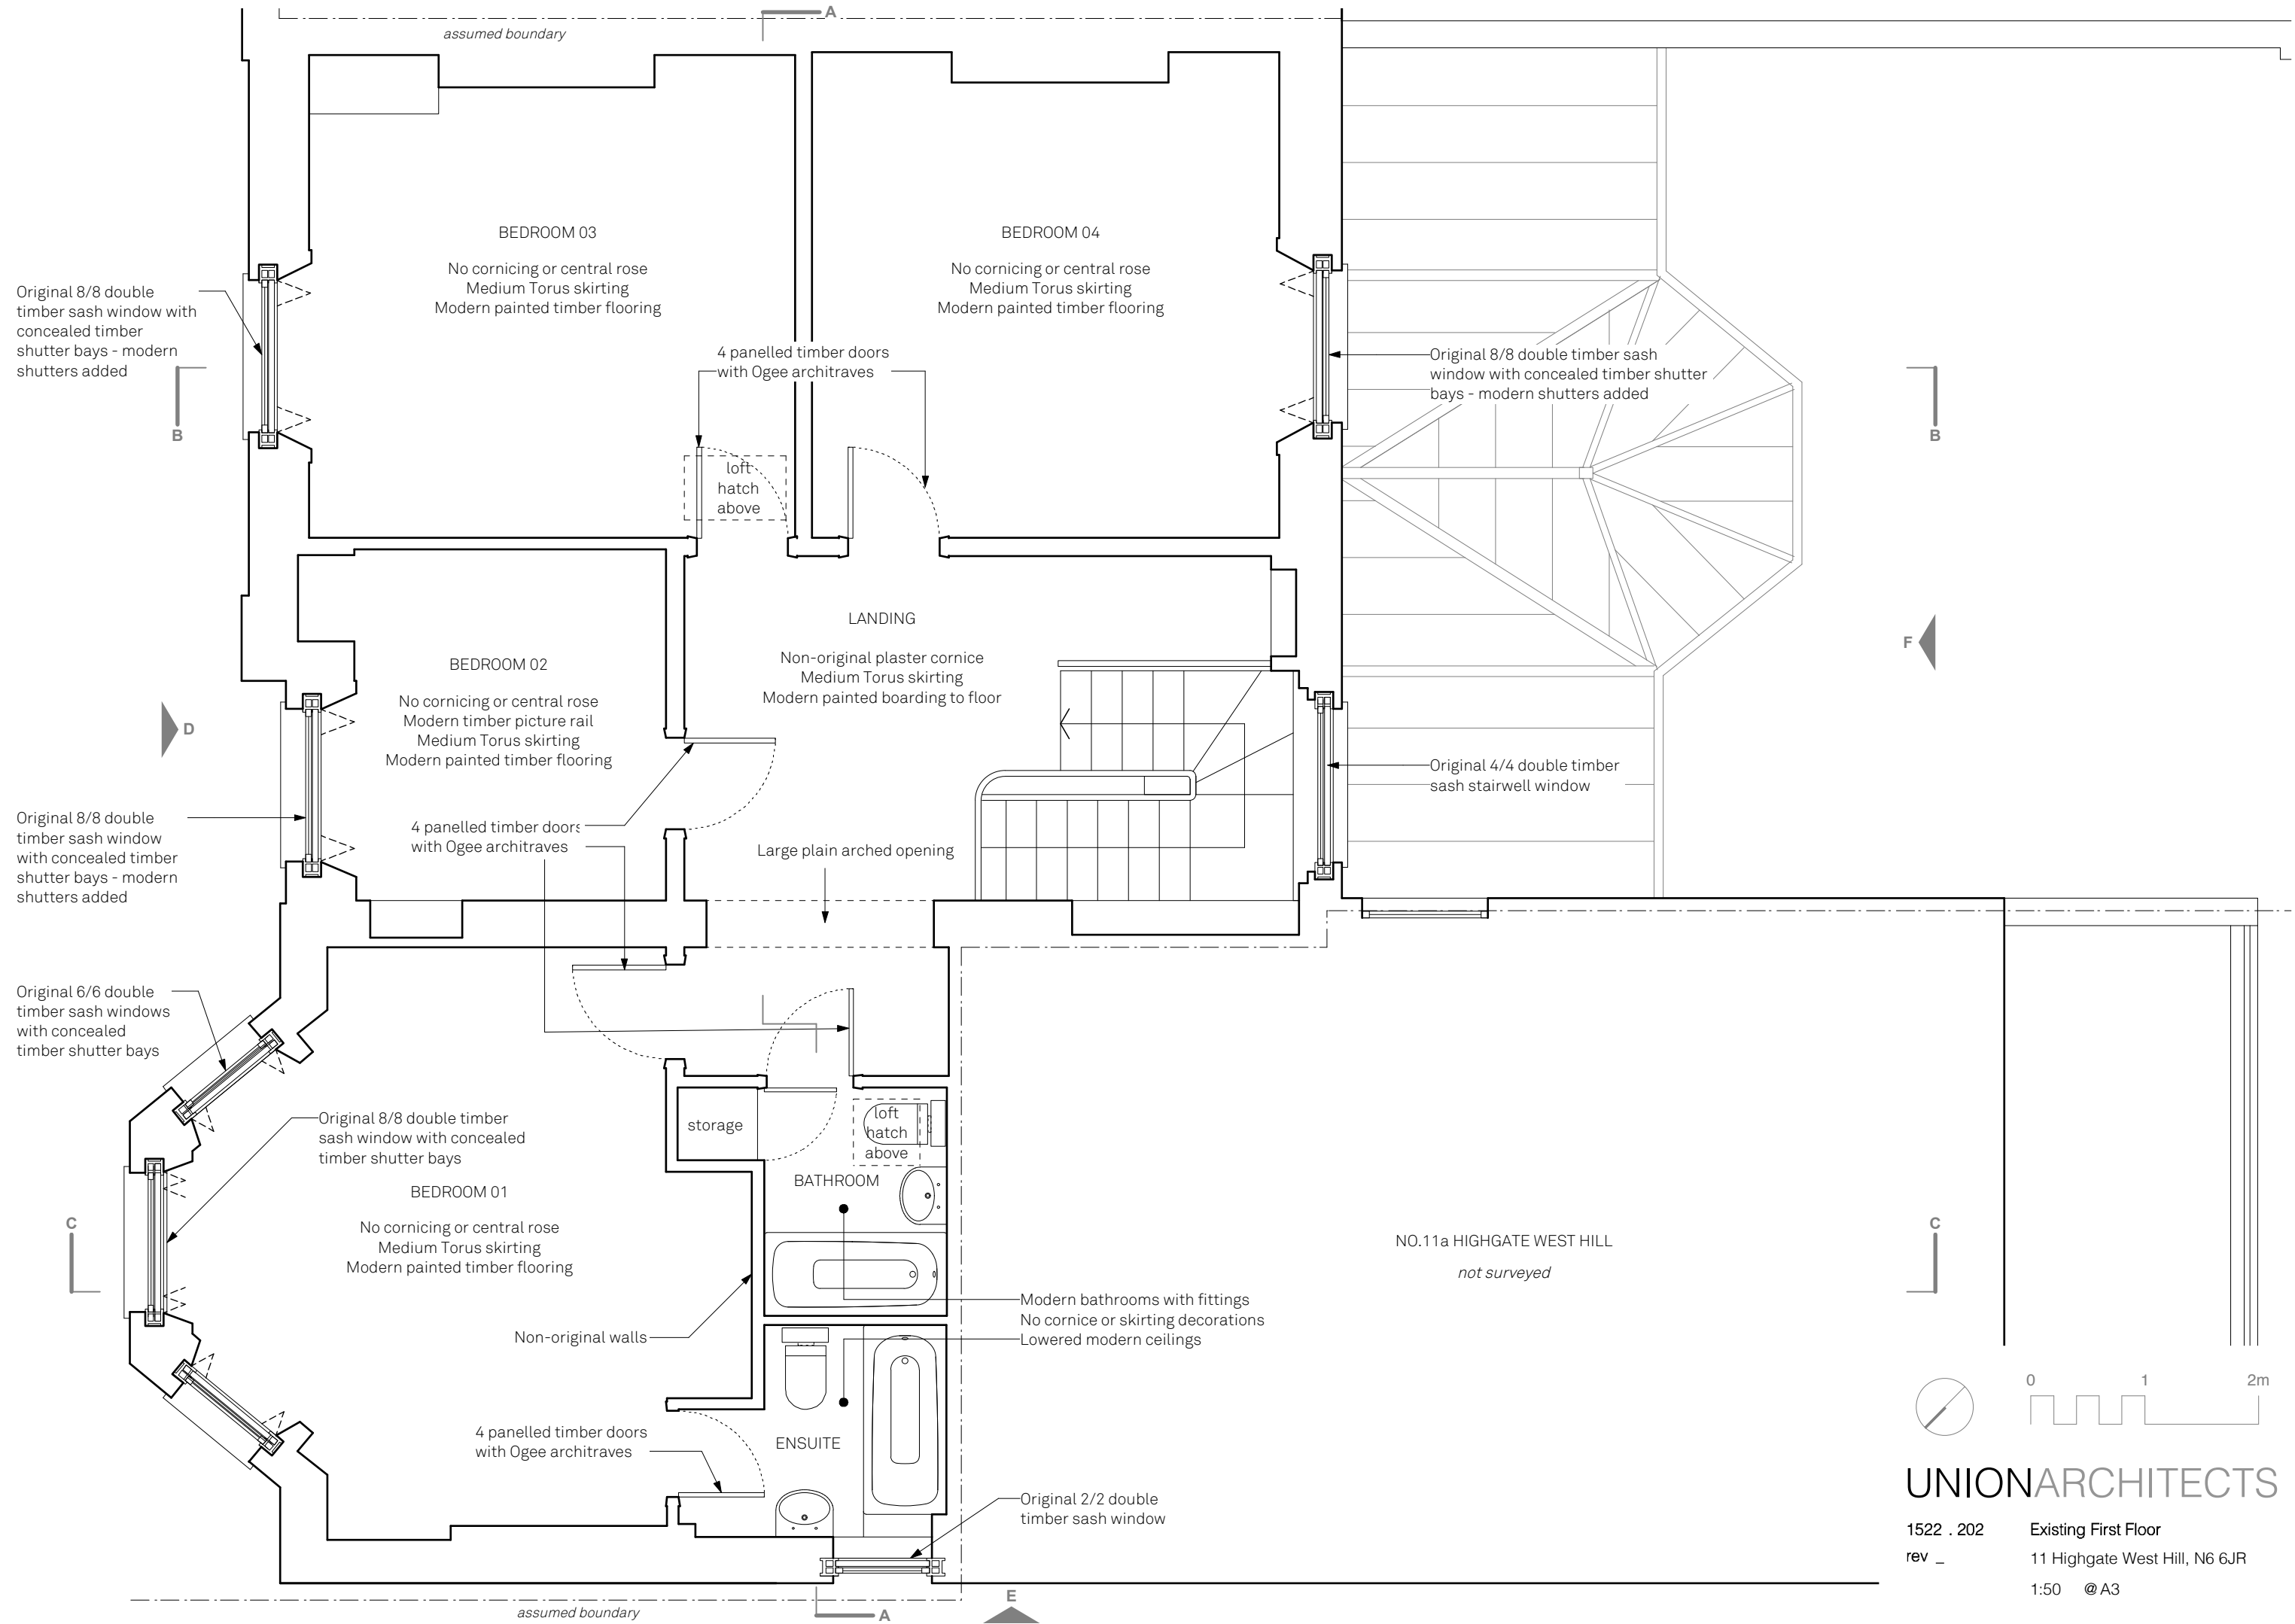 A
assumed boundary
BEDROOM 03
No cornicing or central rose
Medium Torus skirting
Modern painted timber flooring
BEDROOM 04
No cornicing or central rose
Medium Torus skirting
Modern painted timber flooring
Original 8/8 double
timber sash window with
concealed timber
shutter bays - modern
shutters added
B
4 panelled timber doors
with Ogee architraves
Original 8/8 double timber sash
window with concealed timber shutter
bays - modern shutters added
B
loft
hatch
above
LANDING
Non-original plaster cornice
Medium Torus skirting
Modern painted boarding to floor
F
BEDROOM 02
No cornicing or central rose
Modern timber picture rail
Medium Torus skirting
Modern painted timber flooring
D
Original 4/4 double timber
sash stairwell window
Original 8/8 double
timber sash window
with concealed timber
shutter bays - modern
shutters added
4 panelled timber doors
with Ogee architraves
Large plain arched opening
Original 6/6 double
timber sash windows
with concealed
timber shutter bays
Original 8/8 double timber
sash window with concealed
timber shutter bays
storage
loft
hatch
above
BATHROOM
BEDROOM 01
No cornicing or central rose
Medium Torus skirting
Modern painted timber flooring
C
C
NO.11a HIGHGATE WEST HILL
not surveyed
Modern bathrooms with fittings
No cornice or skirting decorations
Lowered modern ceilings
Non-original walls
4 panelled timber doors
with Ogee architraves
ENSUITE
Original 2/2 double
timber sash window
0 1 2m
UNIONARCHITECTS
1522 . 202 Existing First Floor
rev _ 11 Highgate West Hill, N6 6JR
1:50 @ A3
assumed boundary
A
E